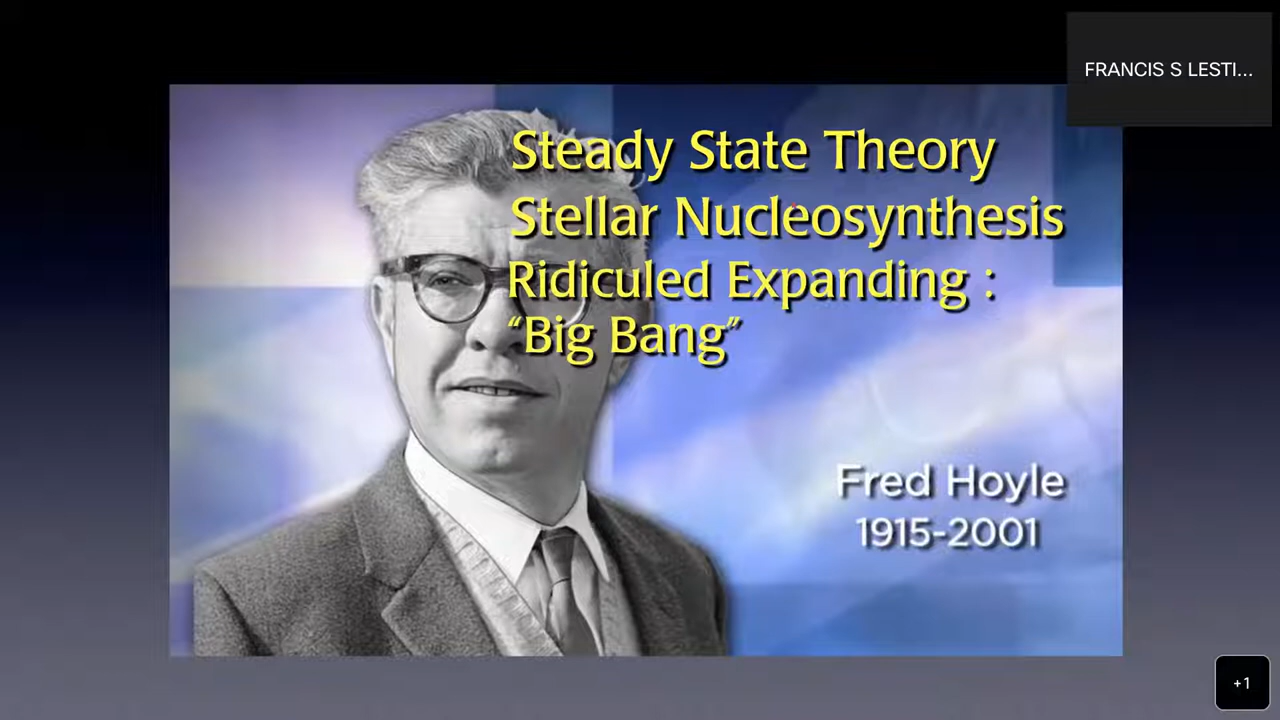 FRANCIS S LESTI...
Steady State Theory
Stellar Nucleosynthesis
Ridiculed Expanding :
“Big Bang”
Fred Hoyle
1915-2001
+1